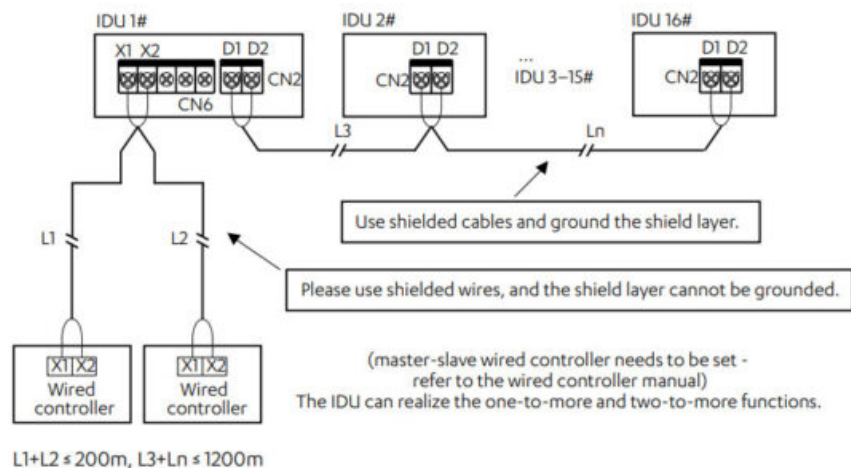 IDU 1#
IDU 2#
IDU 16#
X1 X2
D1 D2
D1 D2
D1 D2
CN2
CN2
...
CN2
IDU 3–15#
CN6
L3
Ln
Use shielded cables and ground the shield layer.
L1
L2
Please use shielded wires, and the shield layer cannot be grounded.
X1 X2
X1 X2
Wired
controller
Wired
controller
(master-slave wired controller needs to be set -
refer to the wired controller manual)
The IDU can realize the one-to-more and two-to-more functions.
L1+L2 ≤ 200m, L3+Ln ≤ 1200m